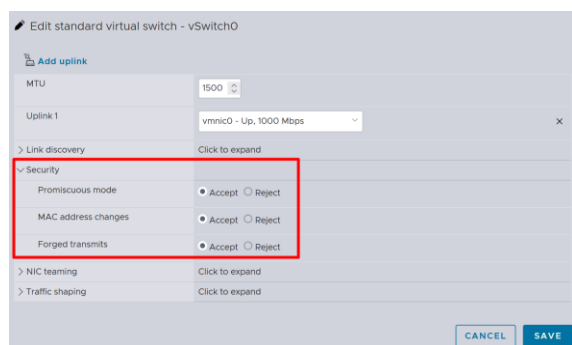 Edit standard virtual switch - vSwitch0
Add uplink
MTU 1500
Uplink 1 vmnic0 - Up, 1000 Mbps
Link discovery Click to expand
Security
Promiscuous mode Accept Reject
MAC address changes Accept Reject
Forged transmits Accept Reject
NIC teaming Click to expand
Traffic shaping Click to expand
CANCEL SAVE